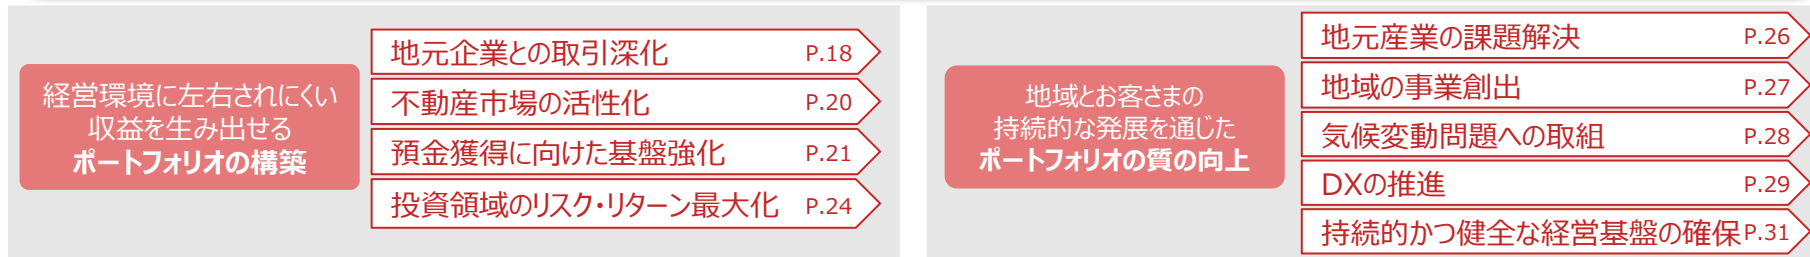 経営環境に左右されにくい
収益を生み出せる
ポートフォリオの構築
地元企業との取引深化 P.18
不動産市場の活性化 P.20
預金獲得に向けた基盤強化 P.21
投資領域のリスク・リターン最大化 P.24
地域とお客さまの
持続的な発展を通じた
ポートフォリオの質の向上
地元産業の課題解決 P.26
地域の事業創出 P.27
気候変動問題への取組 P.28
DXの推進 P.29
持続的かつ健全な経営基盤の確保 P.31